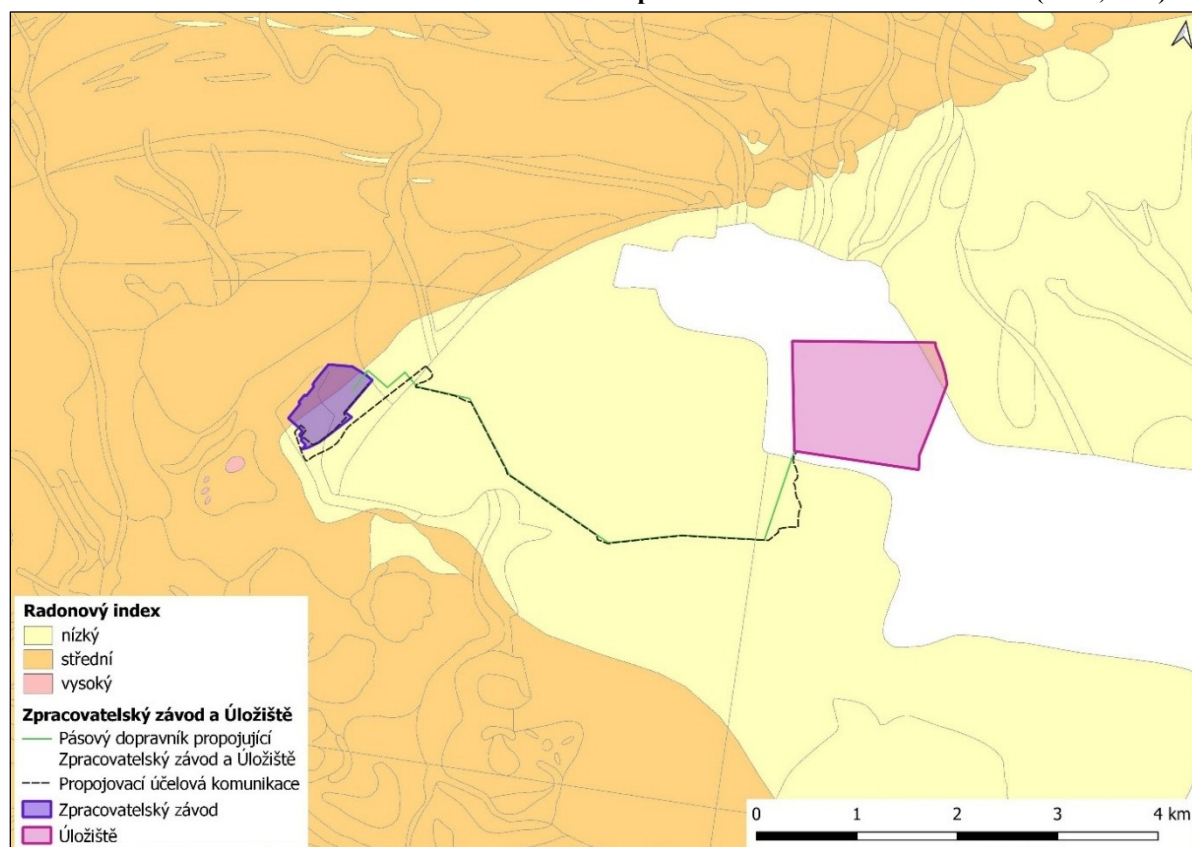 Radonový index
nízký
střední
vysoký
Zpracovatelský závod a Úložiště
Pásový dopravník propojující
Zpracovatelský závod a Úložiště
Propojovací účelová komunikace
Zpracovatelský závod
Úložiště
0 1 2 3 4 km